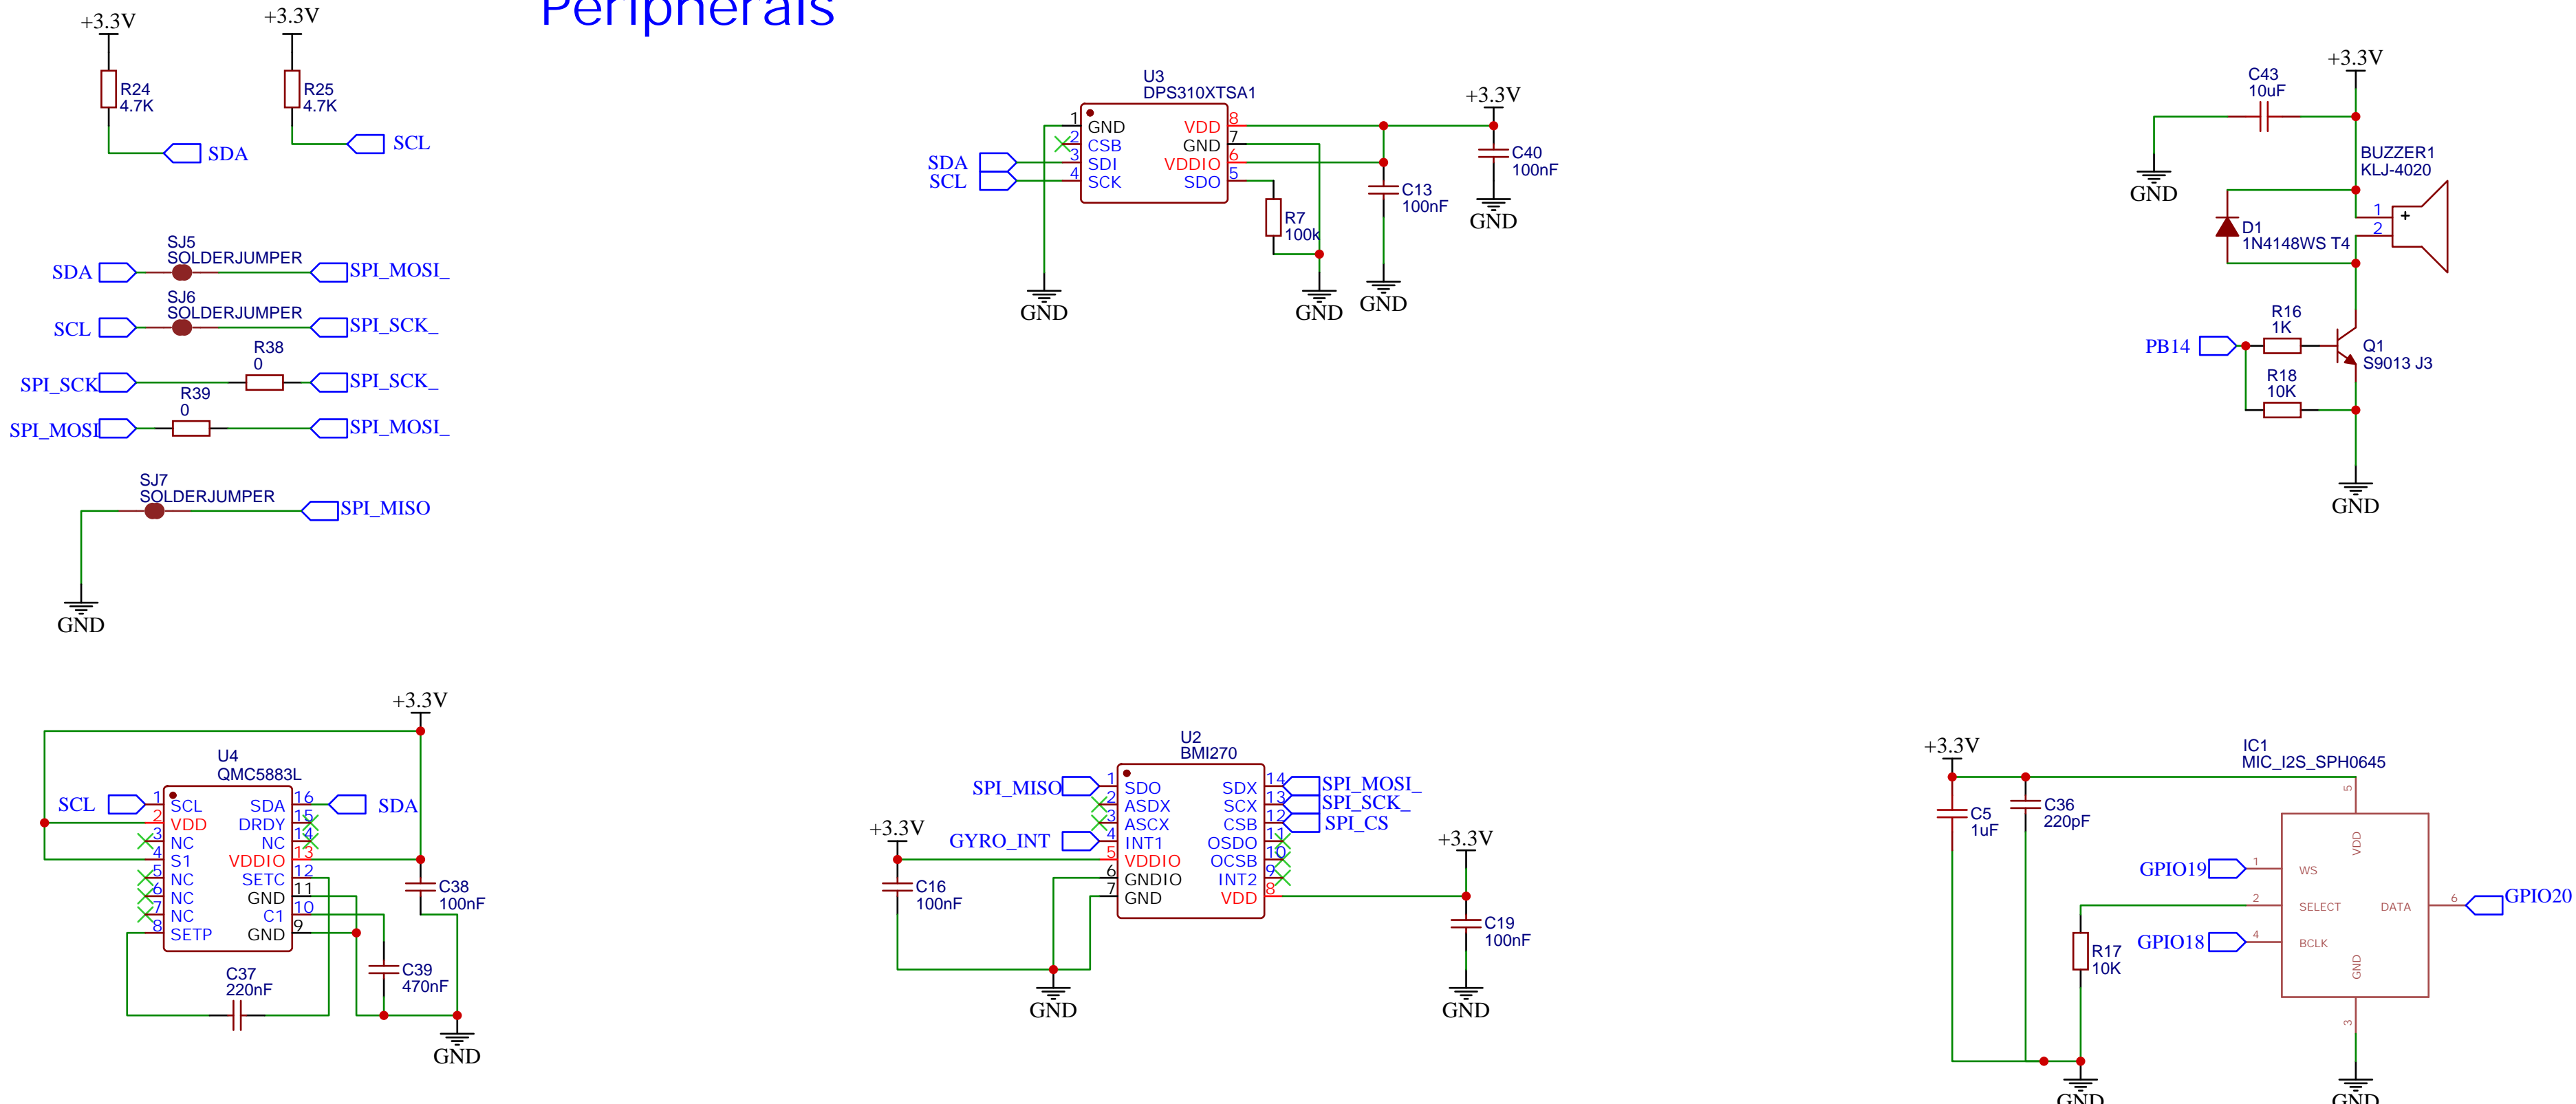 Peripherals
+3.3V
R24
4.7K
SDA
+3.3V
R25
4.7K
SCL
SJ5
SOLDERJUMPER
SDA
SPI_MOSI_
SJ6
SOLDERJUMPER
SCL
SPI_SCK_
R38
0
SPI_SCK
SPI_SCK_
R39
0
SPI_MOSI
SPI_MOSI_
SJ7
SOLDERJUMPER
SPI_MISO
GND
U3
DPS310XTSA1
SDA
SCL
1 GND
2 CSB
3 SDI
4 SCK
VDD 8
GND 7
VDDIO 6
SDO 5
+3.3V
C40
100nF
GND
C13
100nF
GND
R7
100k
GND
GND
+3.3V
C43
10uF
GND
BUZZER1
KLJ-4020
1
2
+
D1
1N4148WS T4
PB14
R16
1K
Q1
S9013 J3
R18
10K
GND
+3.3V
U4
QMC5883L
SCL
SDA
1 SCL
2 VDD
3 NC
4 S1
5 NC
6 NC
7 NC
8 SETP
SDA 16
DRDY 15
NC 14
VDDIO 13
SETC 12
GND 11
C1 10
GND 9
C38
100nF
C39
470nF
C37
220nF
GND
U2
BMI270
SPI_MISO
GYRO_INT
1 SDO
2 ASDX
3 ASCX
4 INT1
5 VDDIO
6 GNDIO
7 GND
SDX 14
SCX 13
CSB 12
OSDO 11
OCSB 10
INT2 9
VDD 8
SPI_MOSI_
SPI_SCK_
SPI_CS
+3.3V
C16
100nF
GND
+3.3V
C19
100nF
GND
+3.3V
IC1
MIC_I2S_SPH0645
C5
1uF
C36
220pF
5
VDD
GPIO19
1
WS
2
SELECT
GPIO18
4
BCLK
DATA
6
GPIO20
GND
3
R17
10K
GND
GND